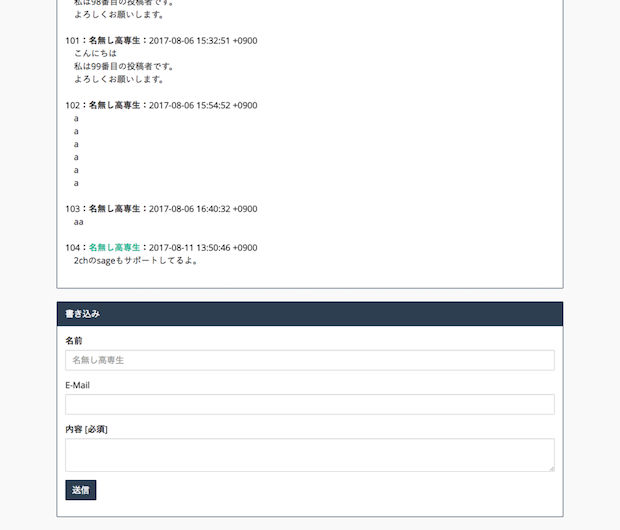 私は98番目の投稿者です。
よろしくお願いします。
101：名無し高専生：2017-08-06 15:32:51 +0900
こんにちは
私は99番目の投稿者です。
よろしくお願いします。
102：名無し高専生：2017-08-06 15:54:52 +0900
a
a
a
a
a
a
103：名無し高専生：2017-08-06 16:40:32 +0900
aa
104：名無し高専生：2017-08-11 13:50:46 +0900
2chのsageもサポートしてるよ。
書き込み
名前
名無し高専生
E-Mail
内容 [必須]
送信